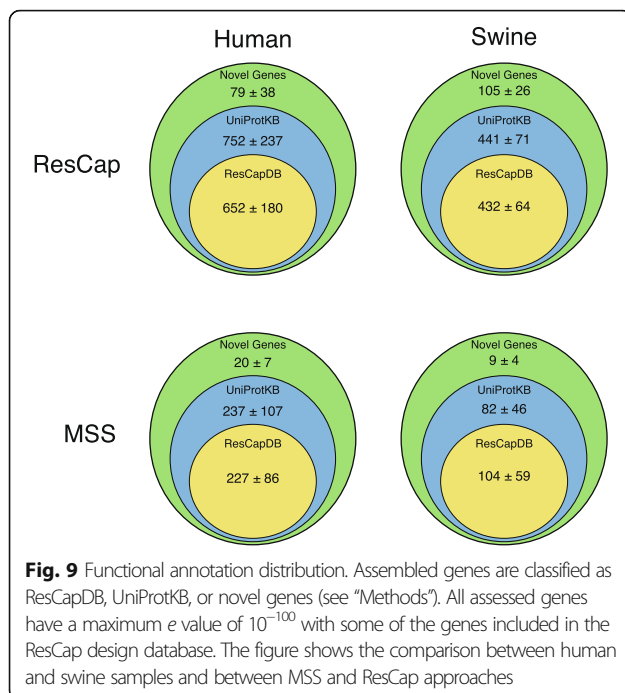 Human
Swine
ResCap
Novel Genes
79 ± 38
UniProtKB
752 ± 237
ResCapDB
652 ± 180
Novel Genes
105 ± 26
UniProtKB
441 ± 71
ResCapDB
432 ± 64
MSS
Novel Genes
20 ± 7
UniProtKB
237 ± 107
ResCapDB
227 ± 86
Novel Genes
9 ± 4
UniProtKB
82 ± 46
ResCapDB
104 ± 59
Fig. 9 Functional annotation distribution. Assembled genes are classified as
ResCapDB, UniProtKB, or novel genes (see “Methods”). All assessed genes
have a maximum e value of 10⁻¹⁰⁰ with some of the genes included in the
ResCap design database. The figure shows the comparison between human
and swine samples and between MSS and ResCap approaches